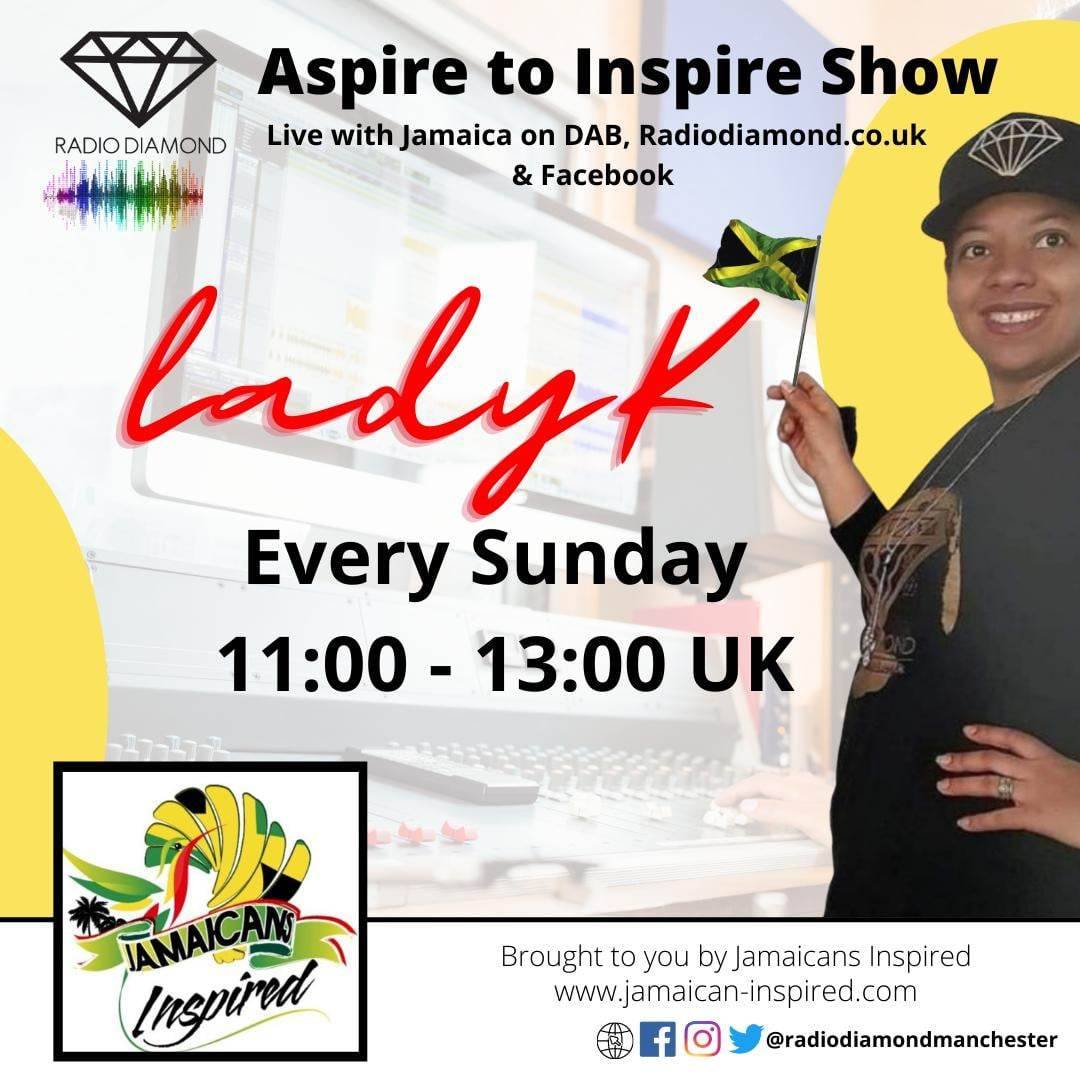 Aspire to Inspire Show
RADIO DIAMOND
Live with Jamaica on DAB, Radiodiamond.co.uk
& Facebook
ladyK
Every Sunday
11:00 - 13:00 UK
JAMAICANS
Inspired
Brought to you by Jamaicans Inspired
www.jamaican-inspired.com
@radiodiamondmanchester